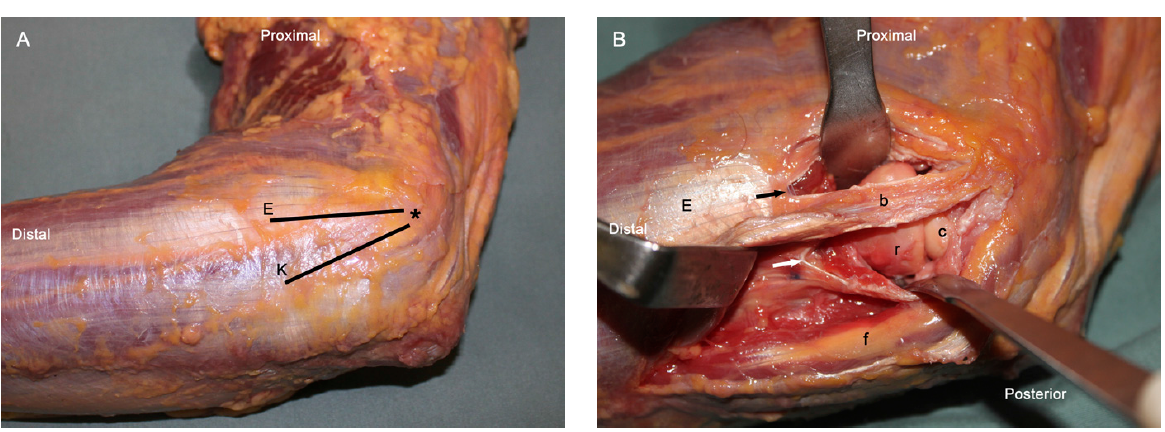 A
Proximal
E
*
Distal
K
B
Proximal
E
b
Distal
c
r
f
Posterior